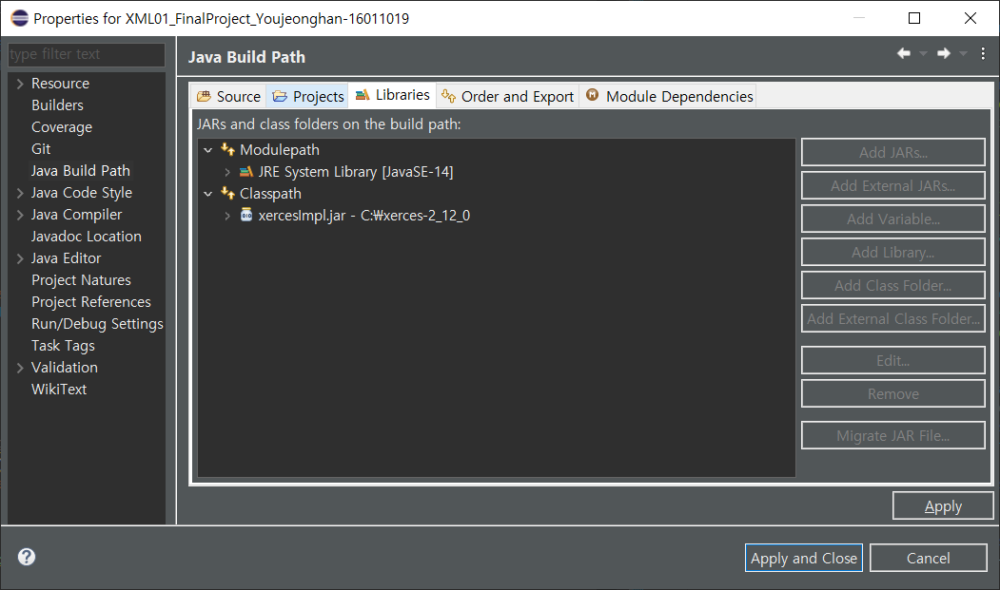 Properties for XML01_FinalProject_Youjeonghan-16011019
type filter text
Resource
Builders
Coverage
Git
Java Build Path
Java Code Style
Java Compiler
Javadoc Location
Java Editor
Project Natures
Project References
Run/Debug Settings
Task Tags
Validation
WikiText
Java Build Path
Source Projects Libraries Order and Export Module Dependencies
JARs and class folders on the build path:
Modulepath
JRE System Library [JavaSE-14]
Classpath
xercesImpl.jar - C:₩xerces-2_12_0
Add JARs...
Add External JARs...
Add Variable...
Add Library...
Add Class Folder...
Add External Class Folder...
Edit...
Remove
Migrate JAR File...
Apply
Apply and Close Cancel